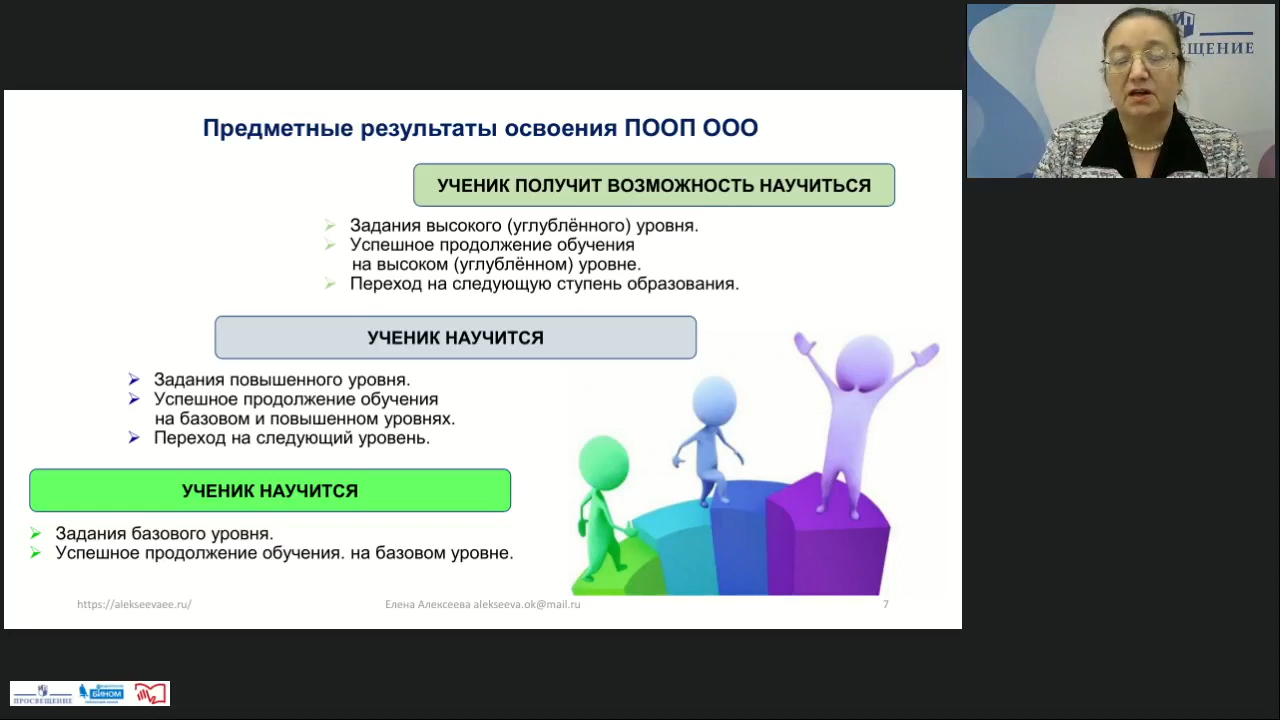 ЩЕНИЕ
Предметные результаты освоения ПООП ООО
УЧЕНИК ПОЛУЧИТ ВОЗМОЖНОСТЬ НАУЧИТЬСЯ
Задания высокого (углублённого) уровня.
Успешное продолжение обучения
на высоком (углублённом) уровне.
Переход на следующую ступень образования.
УЧЕНИК НАУЧИТСЯ
Задания повышенного уровня.
Успешное продолжение обучения
на базовом и повышенном уровнях.
Переход на следующий уровень.
УЧЕНИК НАУЧИТСЯ
Задания базового уровня.
Успешное продолжение обучения. на базовом уровне.
https://alekseevaee.ru/ Елена Алексеева alekseeva.ok@mail.ru 7
ПРОСВЕЩЕНИЕ БИНОМ